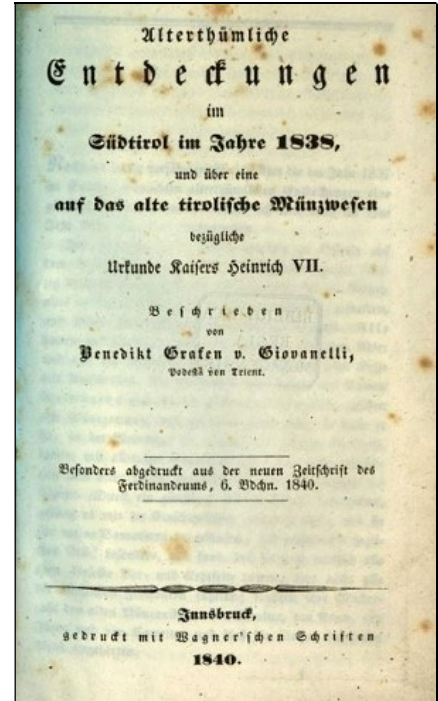 Alterthümliche
Entdeckungen
im
Südtirol im Jahre 1838,
und über eine
auf das alte tirolische Münzwesen
bezügliche
Urkunde Kaisers Heinrich VII.
Beschrieben
von
Benedikt Grafen v. Giovanelli,
Podestà von Trient.
Besonders abgedruckt aus der neuen Zeitschrift des
Ferdinandeums, 6. Bdchn. 1840.
Innsbruck,
gedruckt mit Wagner'schen Schriften
1840.